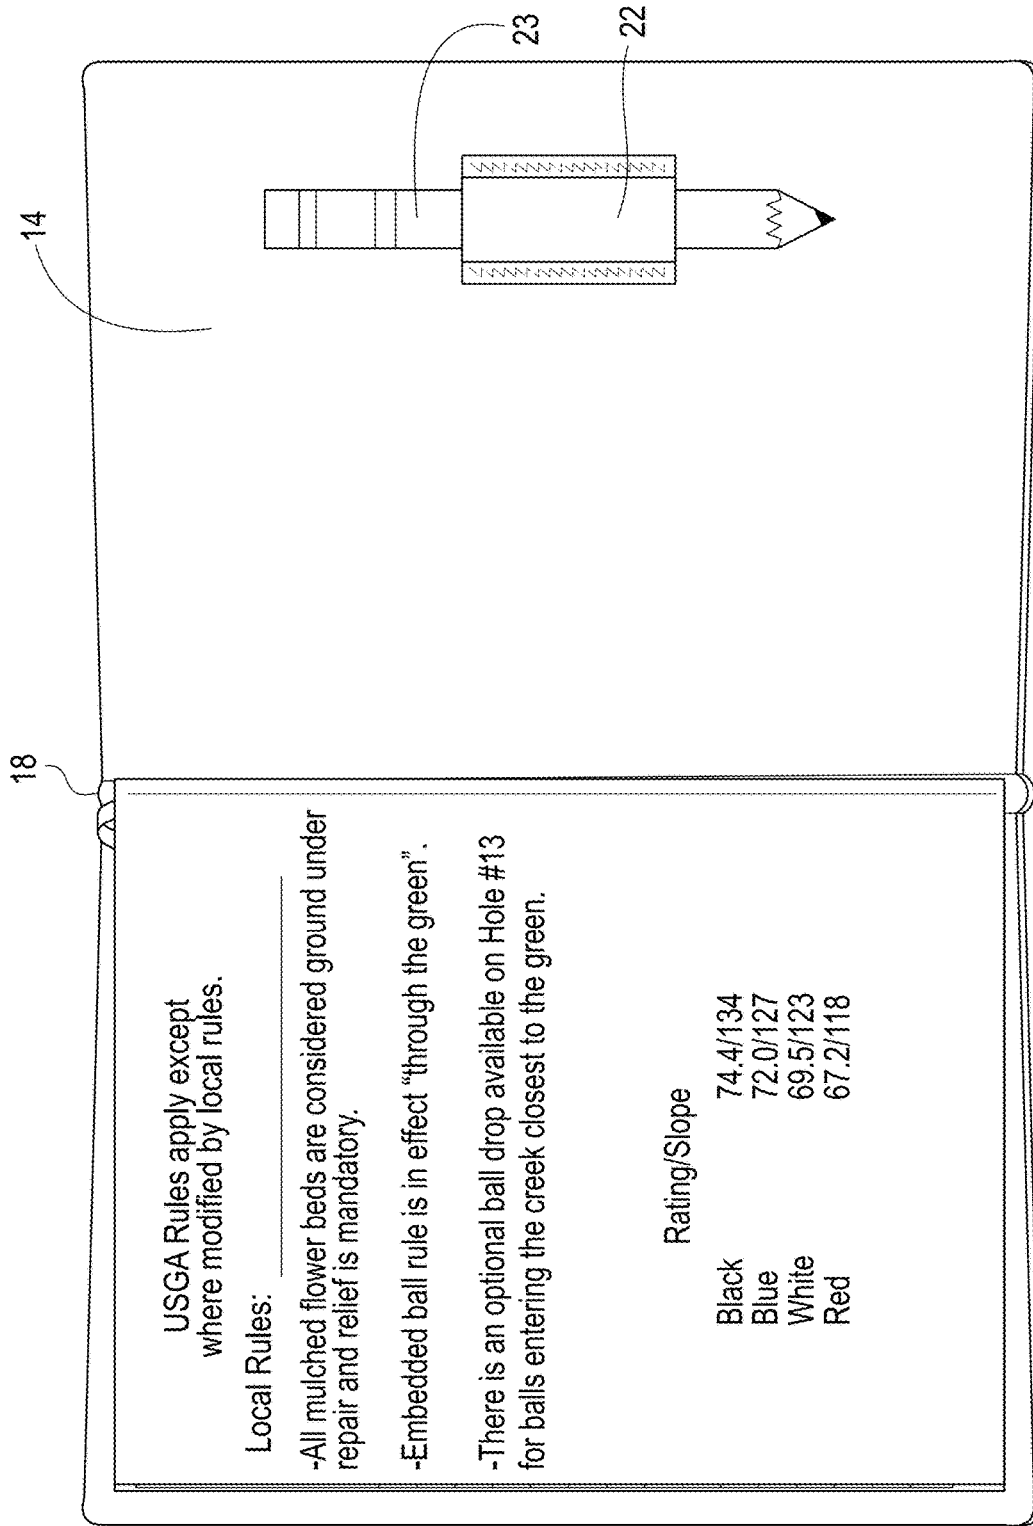 USGA Rules apply except
where modified by local rules.
Local Rules:
-All mulched flower beds are considered ground under
repair and relief is mandatory.
-Embedded ball rule is in effect “through the green”.
-There is an optional ball drop available on Hole #13
for balls entering the creek closest to the green.
Rating/Slope
Black 74.4/134
Blue 72.0/127
White 69.5/123
Red 67.2/118
18
14
23
22